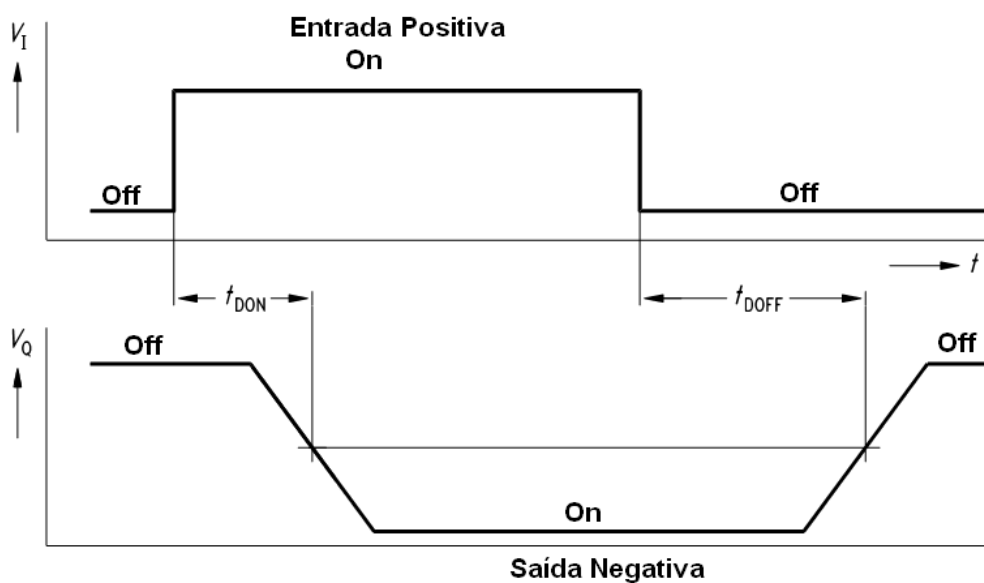 Entrada Positiva
V_I
On
Off
Off
t
t_DON
t_DOFF
V_Q
Off
Off
On
Saída Negativa